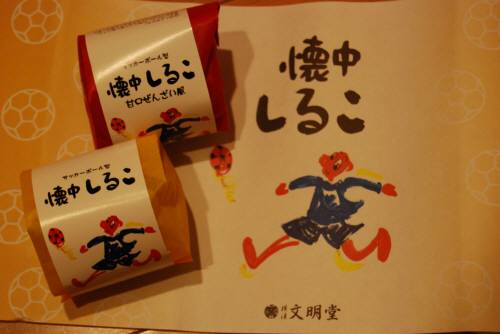 サッカーボール型
懐中しるこ
甘口ぜんざい風
サッカーボール型
懐中しるこ
懐中
しるこ
横濱文明堂